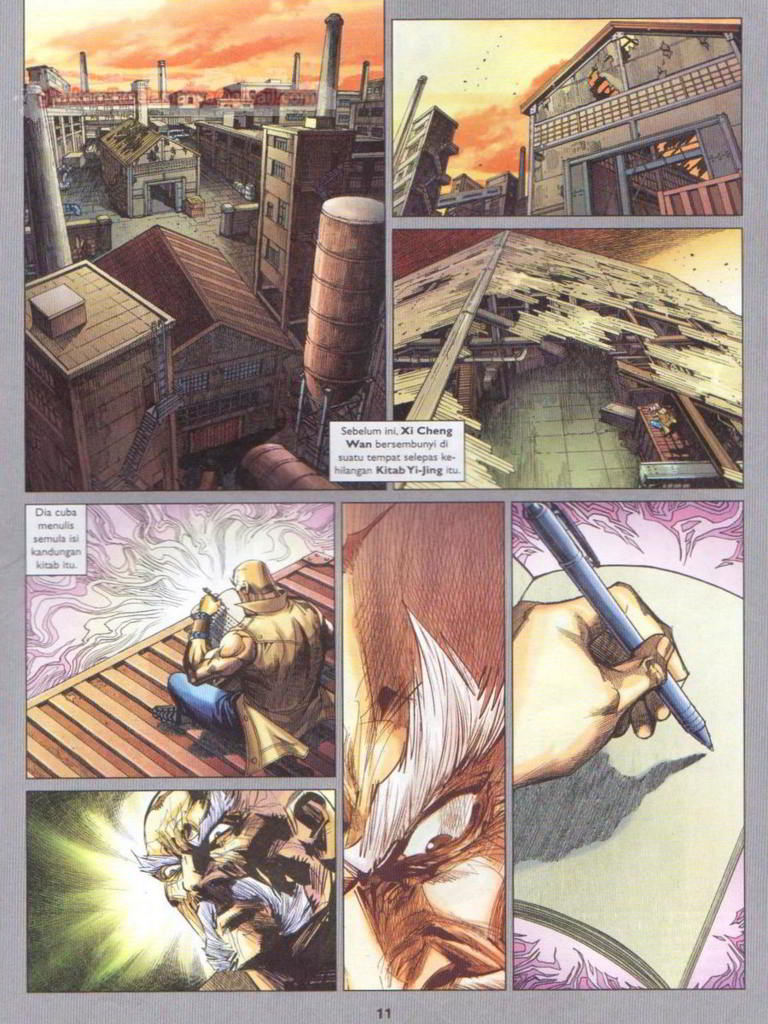 Sebelum ini, Xi Cheng
Wan bersembunyi di
suatu tempat selepas ke-
hilangan Kitab Yi-Jing itu.
Dia cuba
menulis
semula isi
kandungan
kitab itu.
11